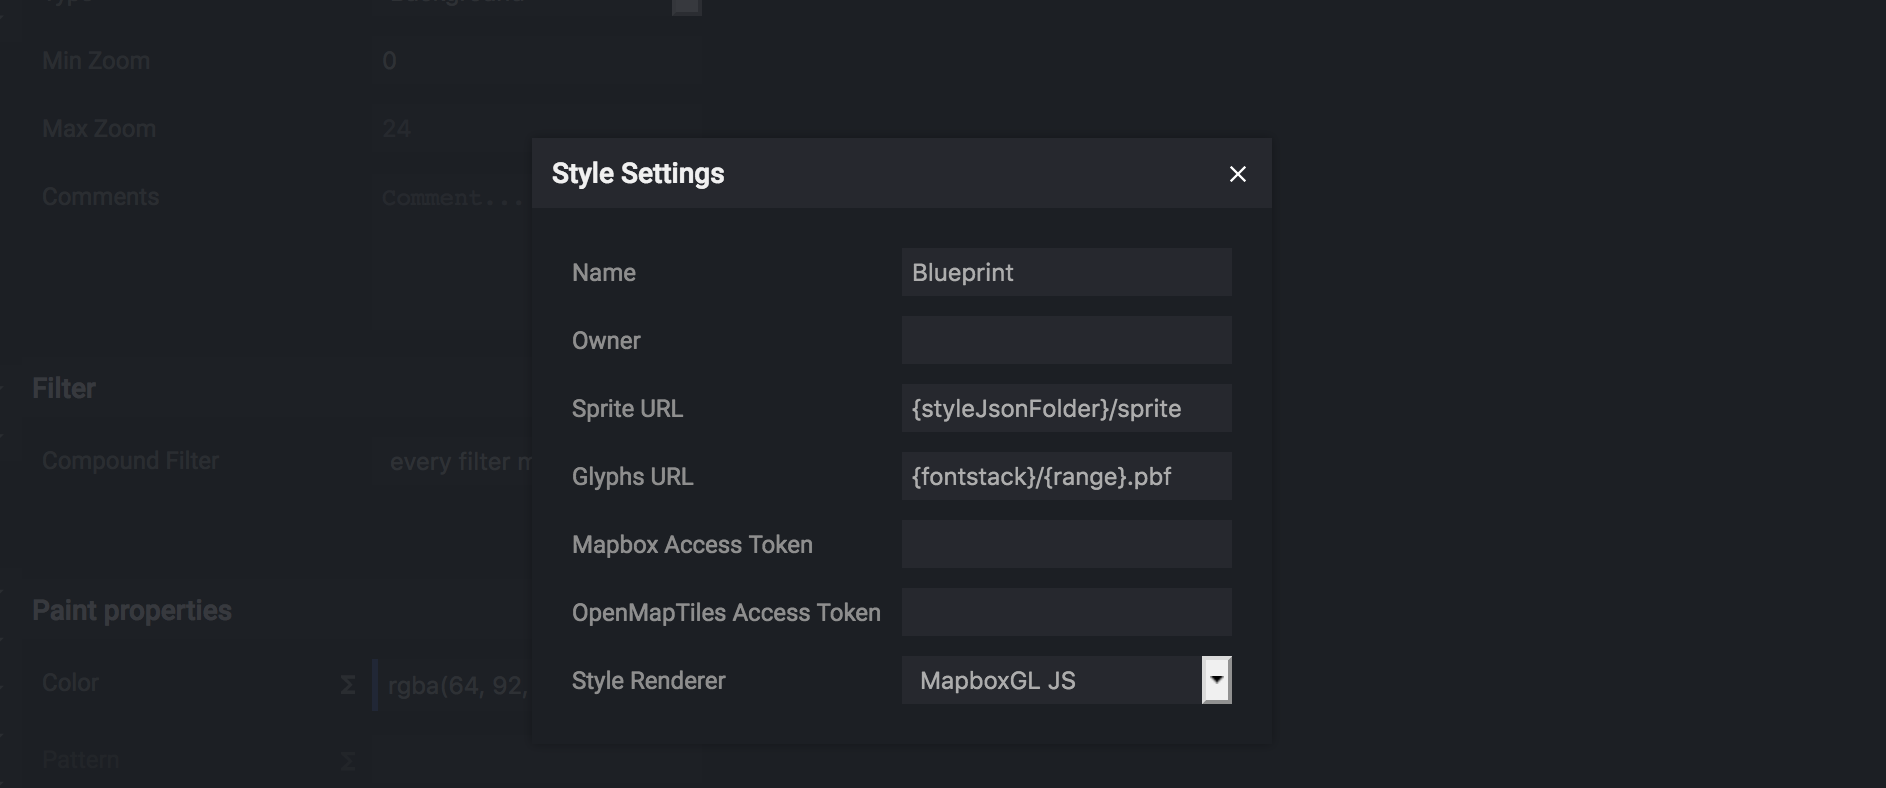 Type Background
Min Zoom 0
Max Zoom 24
Comments Comment...
Style Settings
Name Blueprint
Owner
Sprite URL {styleJsonFolder}/sprite
Filter
Compound Filter every filter m
Glyphs URL {fontstack}/{range}.pbf
Mapbox Access Token
OpenMapTiles Access Token
Paint properties
Color Σ rgba(64, 92,
Style Renderer MapboxGL JS
Pattern Σ